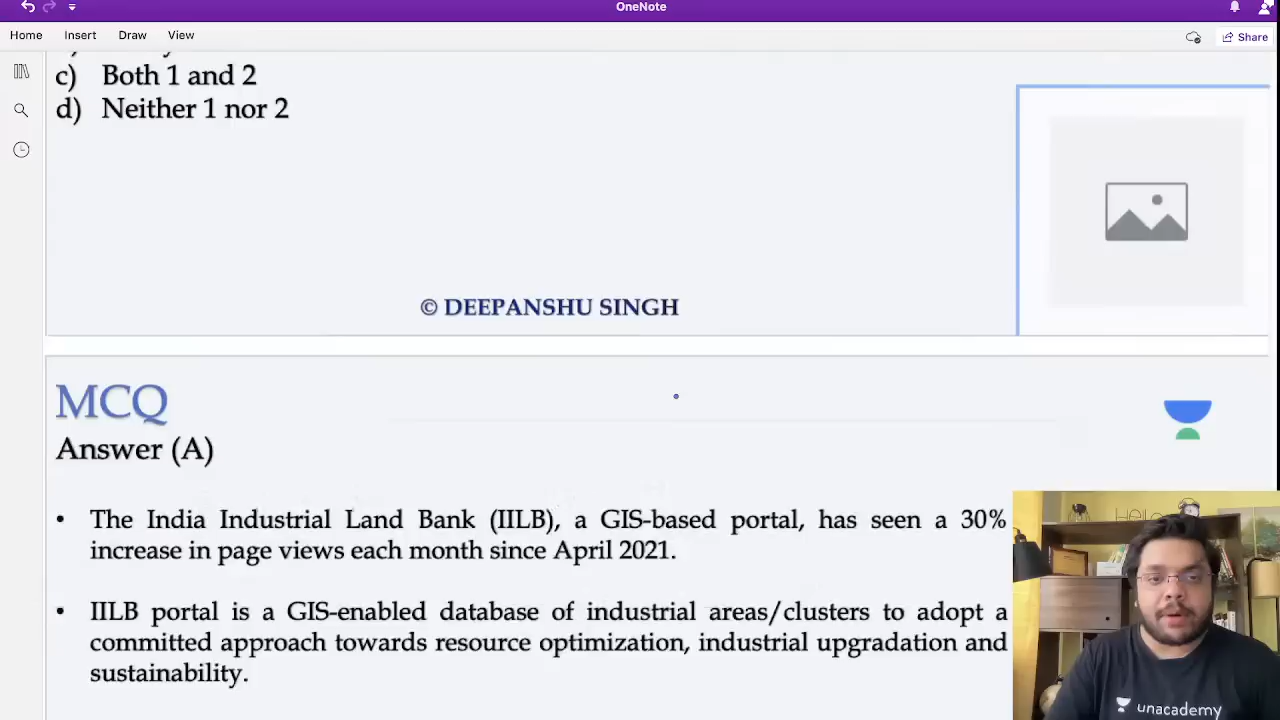 OneNote
Home Insert Draw View Share
c) Both 1 and 2
d) Neither 1 nor 2
© DEEPANSHU SINGH
MCQ
Answer (A)
• The India Industrial Land Bank (IILB), a GIS-based portal, has seen a 30%
increase in page views each month since April 2021.
• IILB portal is a GIS-enabled database of industrial areas/clusters to adopt a
committed approach towards resource optimization, industrial upgradation and
sustainability.
Hello
unacademy